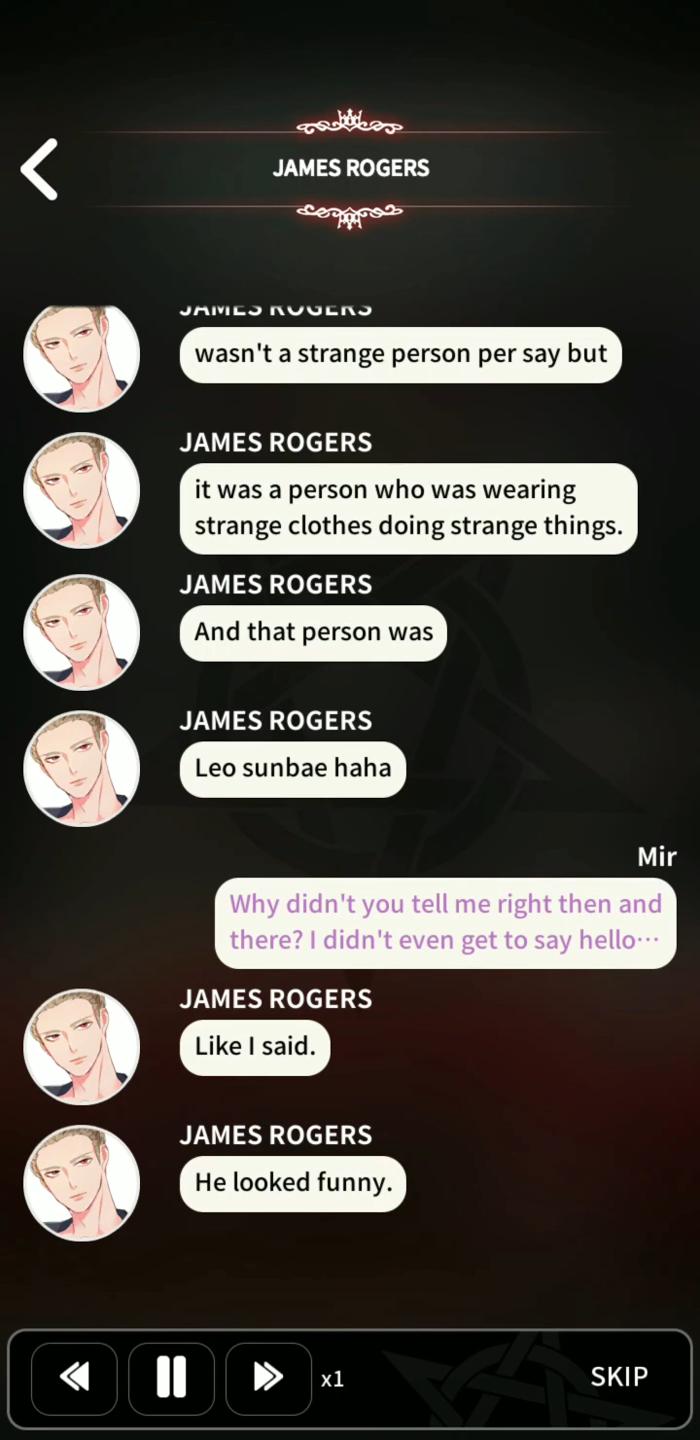 JAMES ROGERS
JAMES ROGERS
wasn't a strange person per say but
JAMES ROGERS
it was a person who was wearing
strange clothes doing strange things.
JAMES ROGERS
And that person was
JAMES ROGERS
Leo sunbae haha
Mir
Why didn't you tell me right then and
there? I didn't even get to say hello⋯
JAMES ROGERS
Like I said.
JAMES ROGERS
He looked funny.
x1
SKIP